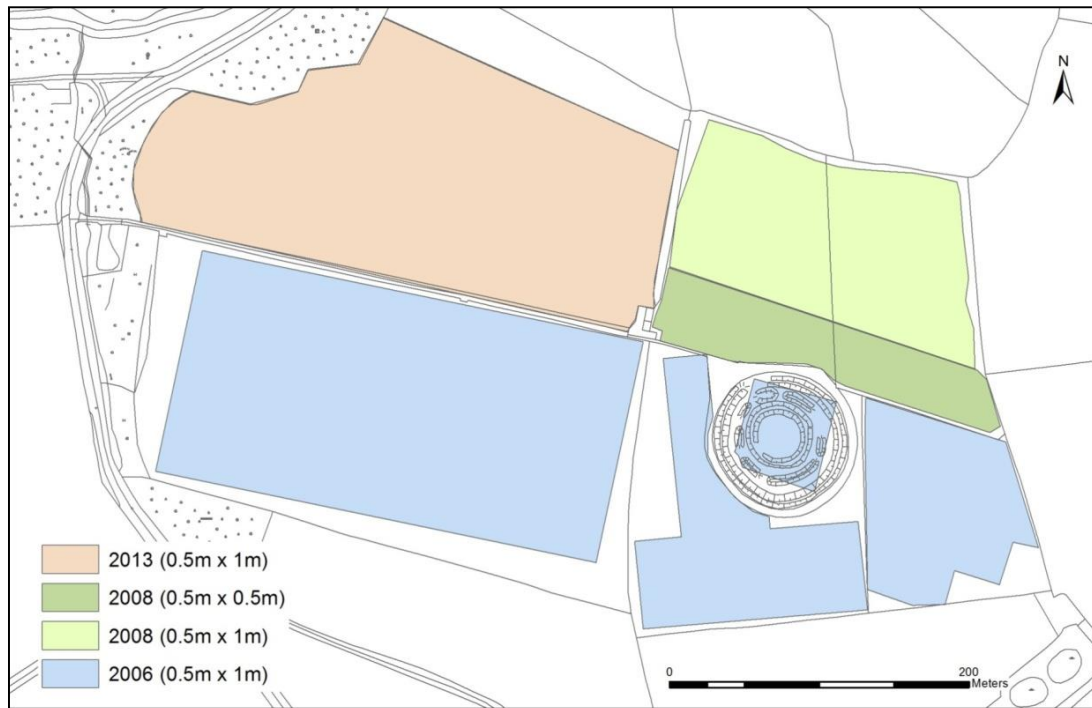 N
2013 (0.5m x 1m)
2008 (0.5m x 0.5m)
2008 (0.5m x 1m)
2006 (0.5m x 1m)
0 200
Meters